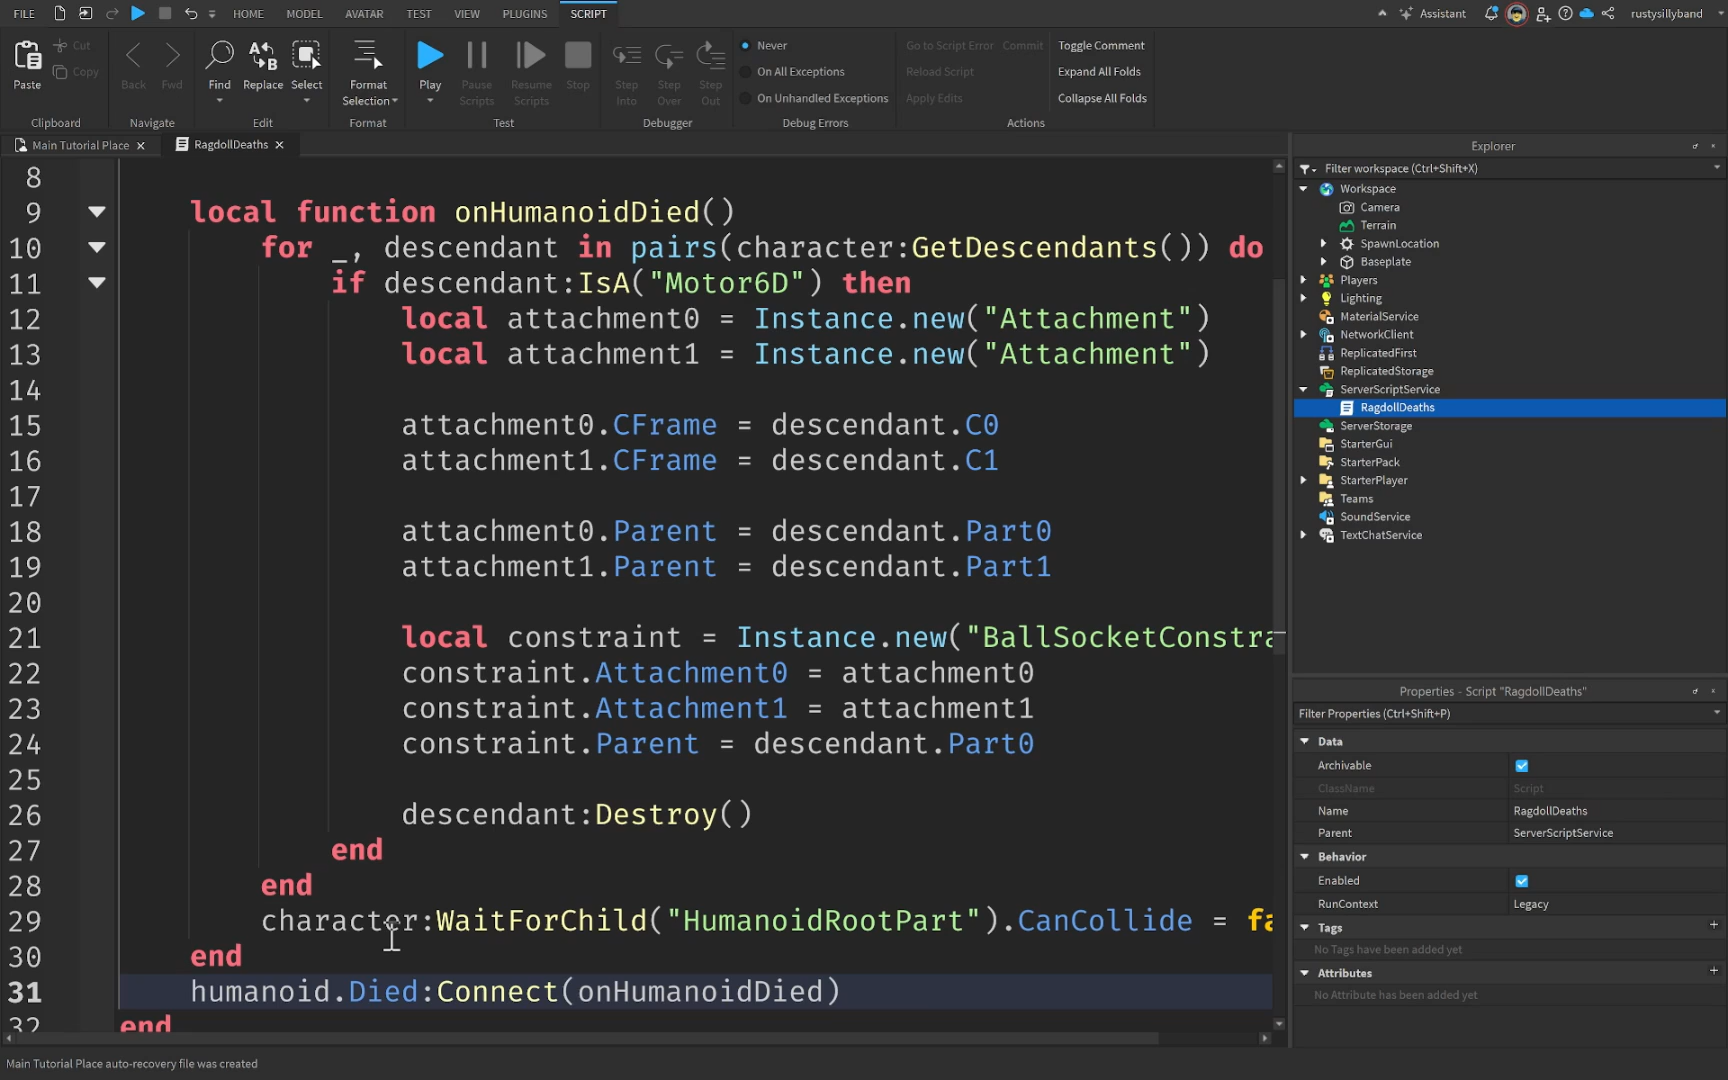 FILE HOME MODEL AVATAR TEST VIEW PLUGINS SCRIPT Assistant rustysillyband
Paste Cut Copy Back Fwd Find Replace Select Format Selection Play Pause Scripts Resume Scripts Stop Step Into Step Over Step Out
Never Go to Script Error Commit Toggle Comment
On All Exceptions Reload Script Expand All Folds
On Unhandled Exceptions Apply Edits Collapse All Folds
Clipboard Navigate Edit Format Test Debugger Debug Errors Actions
Main Tutorial Place RagdollDeaths
8
9 local function onHumanoidDied()
10 for _, descendant in pairs(character:GetDescendants()) do
11 if descendant:IsA("Motor6D") then
12 local attachment0 = Instance.new("Attachment")
13 local attachment1 = Instance.new("Attachment")
14
15 attachment0.CFrame = descendant.C0
16 attachment1.CFrame = descendant.C1
17
18 attachment0.Parent = descendant.Part0
19 attachment1.Parent = descendant.Part1
20
21 local constraint = Instance.new("BallSocketConstra
22 constraint.Attachment0 = attachment0
23 constraint.Attachment1 = attachment1
24 constraint.Parent = descendant.Part0
25
26 descendant:Destroy()
27 end
28 end
29 character:WaitForChild("HumanoidRootPart").CanCollide = fa
30 end
31 humanoid.Died:Connect(onHumanoidDied)
32 end
Main Tutorial Place auto-recovery file was created
Explorer
Filter workspace (Ctrl+Shift+X)
Workspace
Camera
Terrain
SpawnLocation
Baseplate
Players
Lighting
MaterialService
NetworkClient
ReplicatedFirst
ReplicatedStorage
ServerScriptService
RagdollDeaths
ServerStorage
StarterGui
StarterPack
StarterPlayer
Teams
SoundService
TextChatService
Properties - Script "RagdollDeaths"
Filter Properties (Ctrl+Shift+P)
Data
Archivable
ClassName Script
Name RagdollDeaths
Parent ServerScriptService
Behavior
Enabled
RunContext Legacy
Tags
No Tags have been added yet
Attributes
No Attribute has been added yet